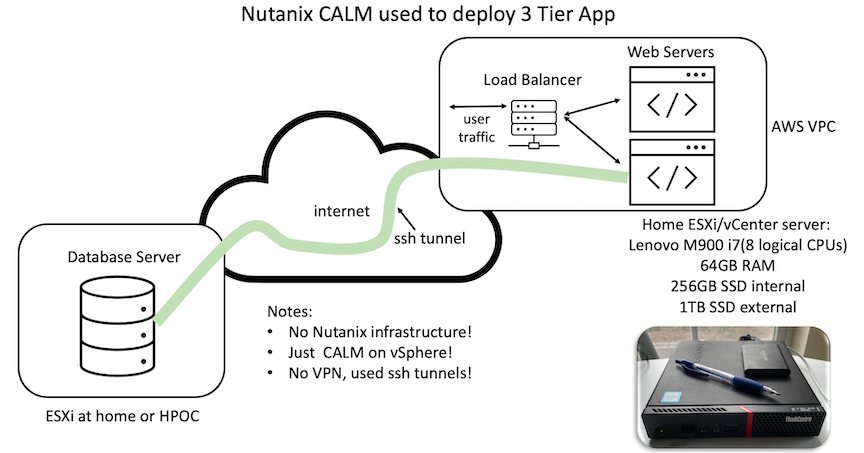 Nutanix CALM used to deploy 3 Tier App
Web Servers
Load Balancer
user
traffic
</>
</>
AWS VPC
internet
ssh tunnel
Database Server
ESXi at home or HPOC
Notes:
• No Nutanix infrastructure!
• Just CALM on vSphere!
• No VPN, used ssh tunnels!
Home ESXi/vCenter server:
Lenovo M900 i7(8 logical CPUs)
64GB RAM
256GB SSD internal
1TB SSD external
ThinkCentre